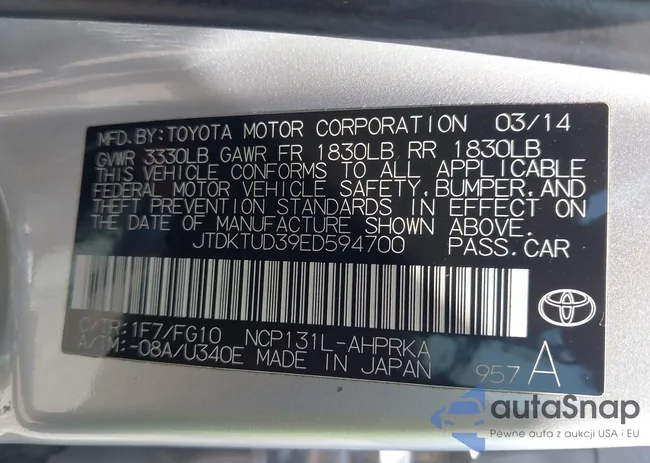 MFD. BY: TOYOTA MOTOR CORPORATION 03/14
GVWR 3330LB GAWR FR 1830LB RR 1830LB
THIS VEHICLE CONFORMS TO ALL APPLICABLE
FEDERAL MOTOR VEHICLE SAFETY, BUMPER, AND
THEFT PREVENTION STANDARDS IN EFFECT ON
THE DATE OF MANUFACTURE SHOWN ABOVE.
JTDKTUD39ED594700 PASS. CAR
C/TR: 1F7/FG10 NCP131L-AHPRKA
A/TM: -08A/U340E MADE IN JAPAN 957 A
autaSnap
Pewne auta z aukcji USA i EU